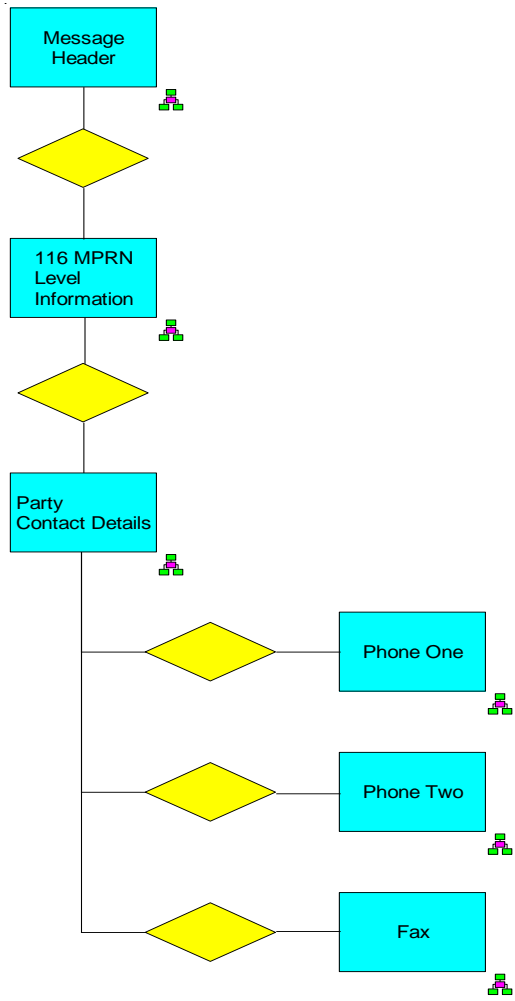 Message
Header
116 MPRN
Level
Information
Party
Contact Details
Phone One
Phone Two
Fax